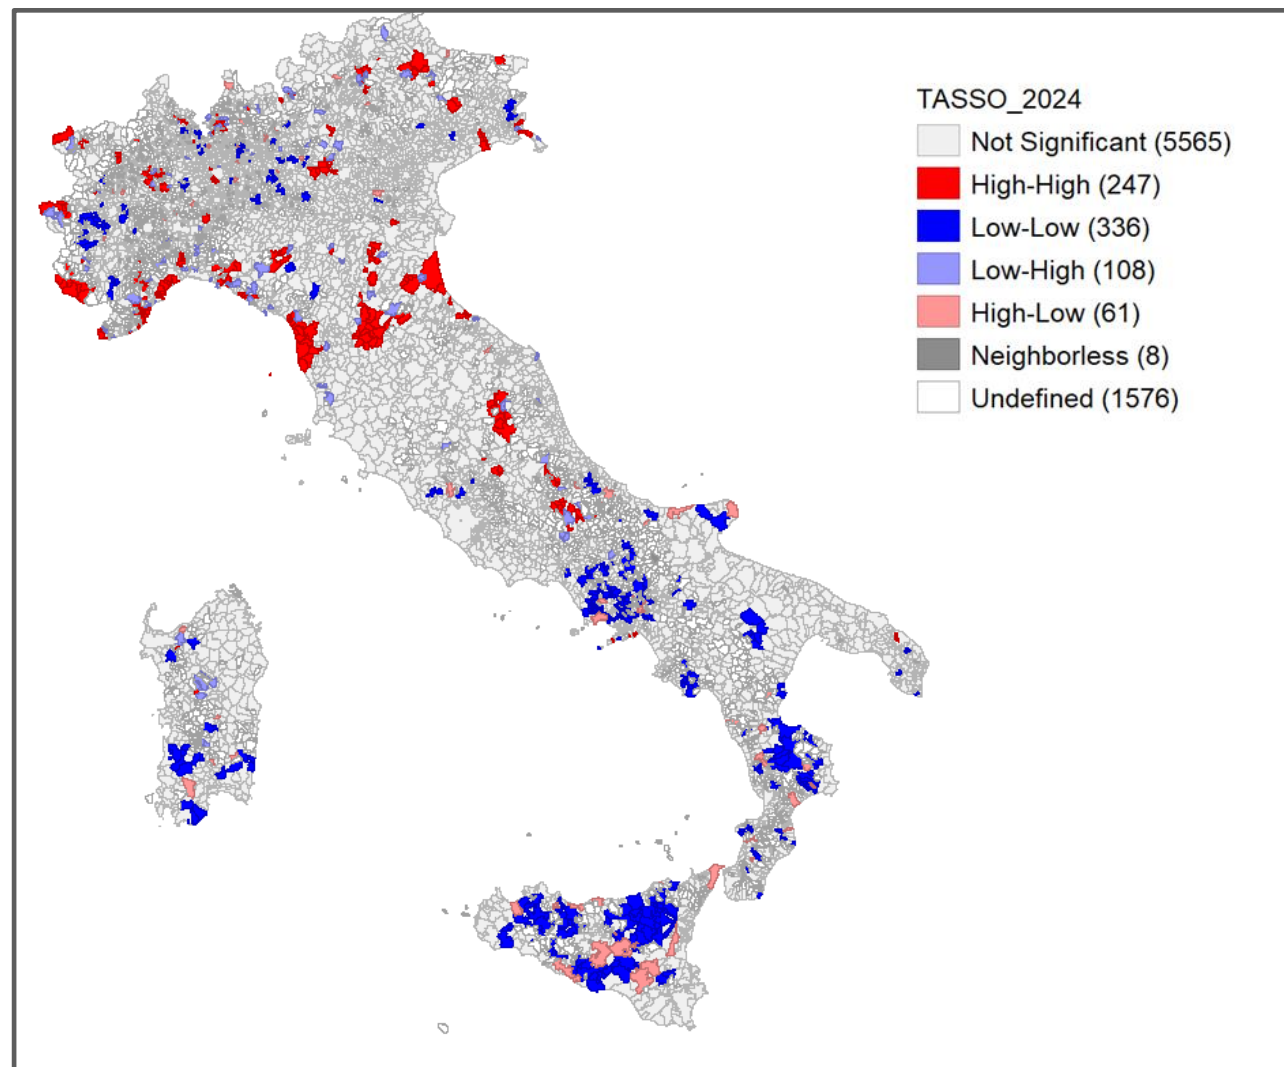 TASSO_2024
Not Significant (5565)
High-High (247)
Low-Low (336)
Low-High (108)
High-Low (61)
Neighborless (8)
Undefined (1576)